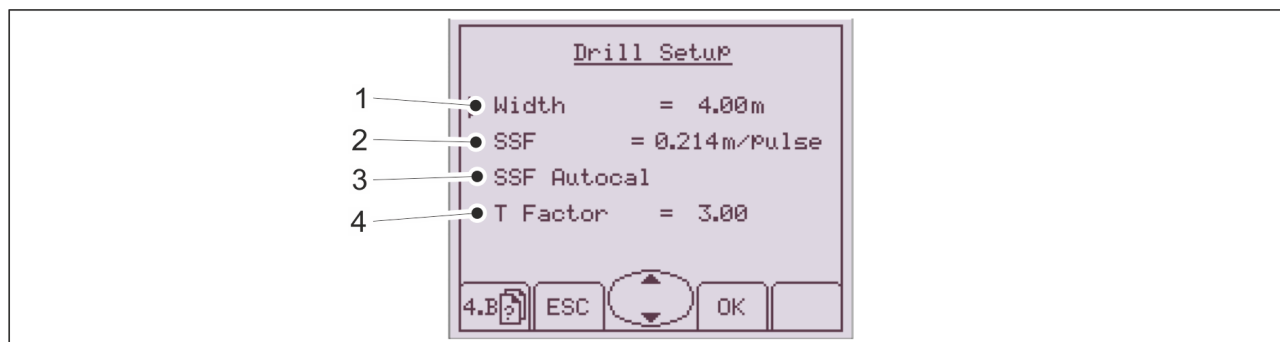 Drill Setup
1 Width = 4.00m
2 SSF = 0.214m/pulse
3 SSF Autocal
4 T Factor = 3.00
4.B ? ESC OK